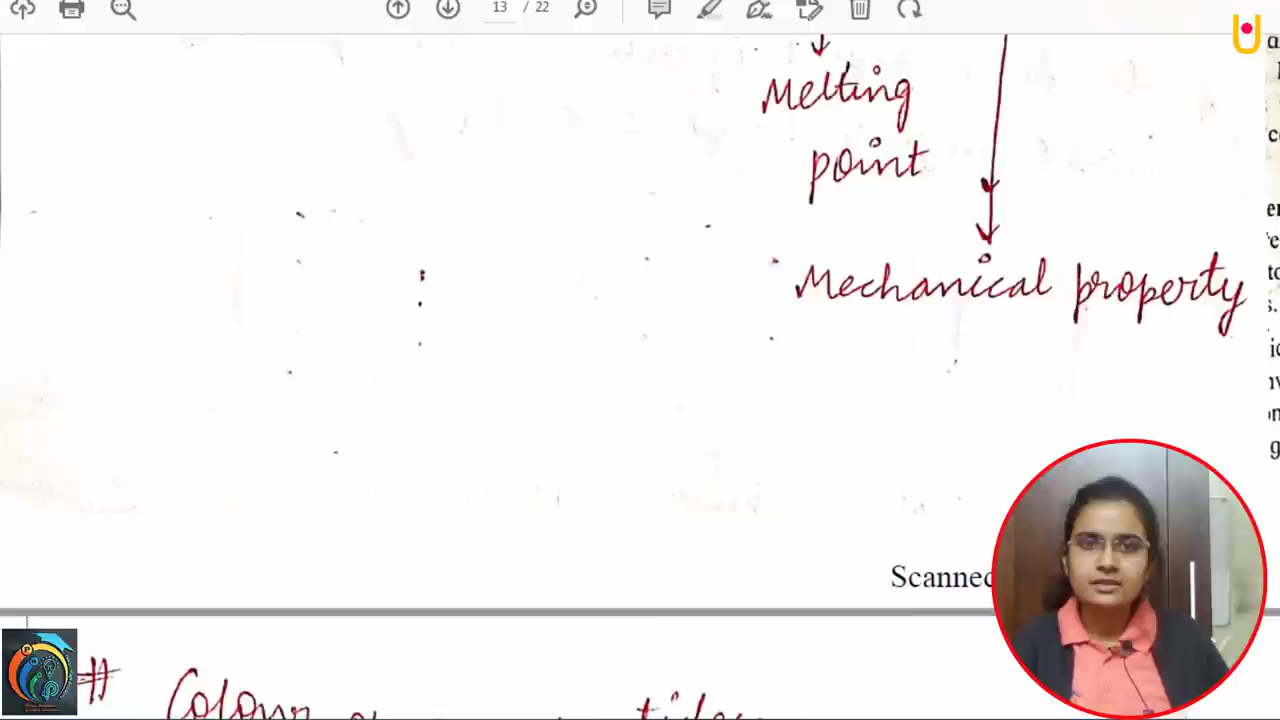 13 / 22
Melting
point
Mechanical property
Scanned
# Colour